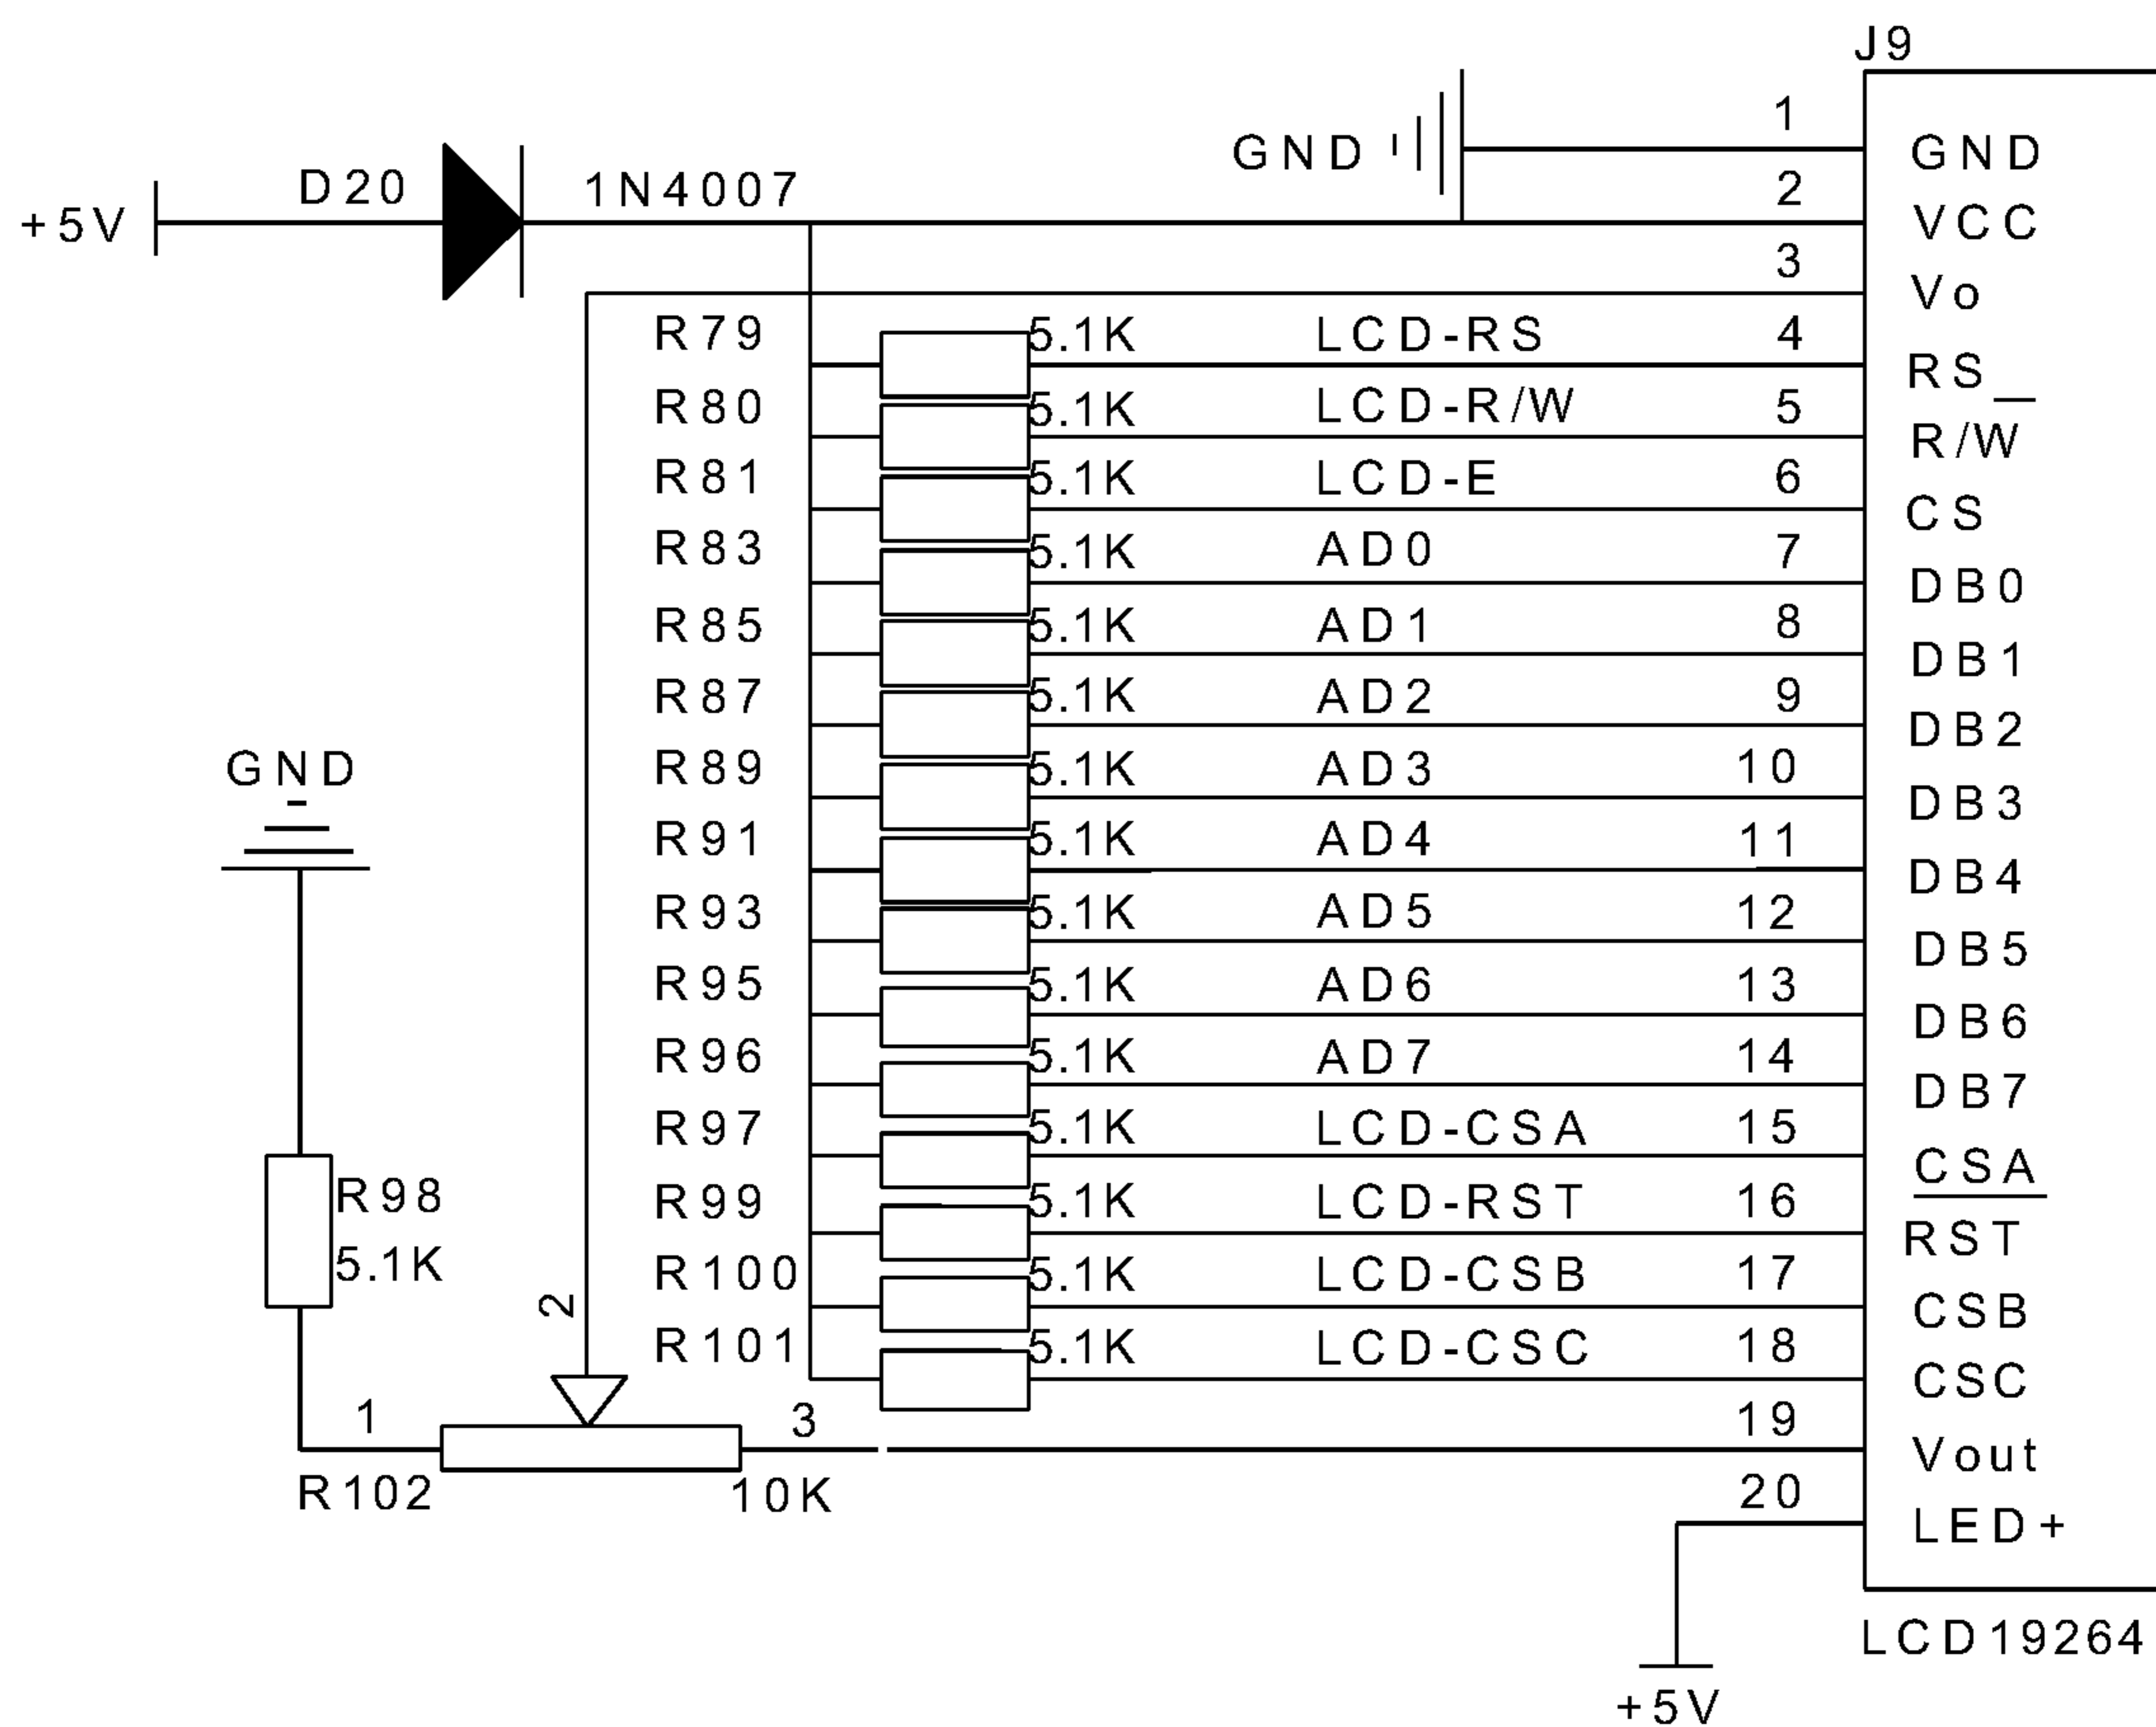 J9
GND 1 GND
D20 1N4007 2
+5V VCC
3 Vo
R79 5.1K LCD-RS 4 RS
R80 5.1K LCD-R/W 5 R/W
R81 5.1K LCD-E 6 CS
R83 5.1K AD0 7 DB0
R85 5.1K AD1 8 DB1
R87 5.1K AD2 9 DB2
R89 5.1K AD3 10 DB3
GND
R91 5.1K AD4 11 DB4
R93 5.1K AD5 12 DB5
R95 5.1K AD6 13 DB6
R96 5.1K AD7 14 DB7
R97 5.1K LCD-CSA 15 CSA
R98
5.1K
R99 5.1K LCD-RST 16 RST
R100 5.1K LCD-CSB 17 CSB
2
R101 5.1K LCD-CSC 18 CSC
1 3 19 Vout
R102 10K 20 LED+
LCD19264
+5V